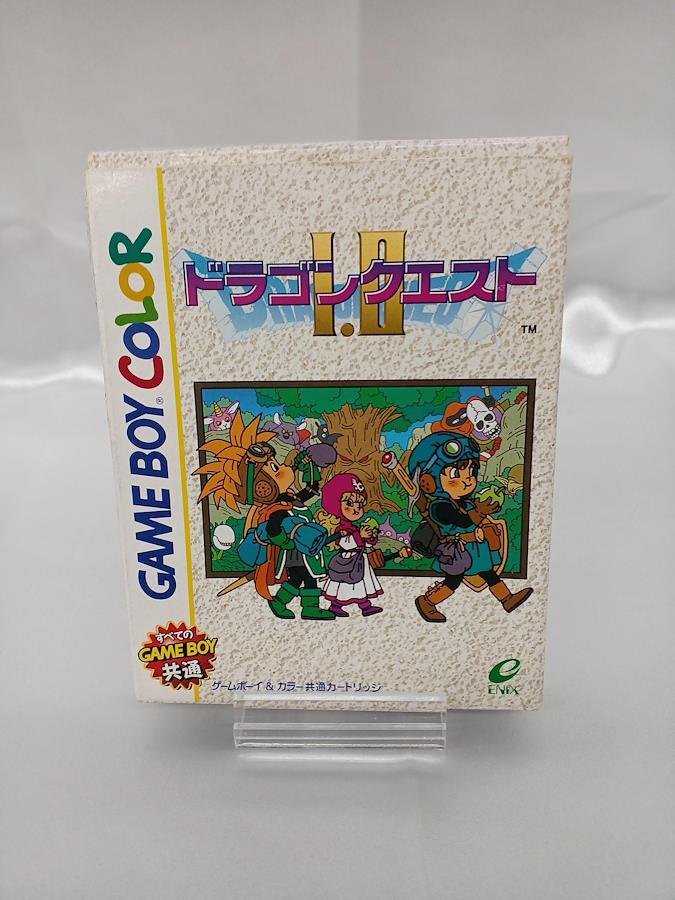 GAME BOY COLOR
®
ドラゴンクエスト
I・II
TM
すべての
GAME BOY
共通
ゲームボーイ & カラー共通カートリッジ
e
ENIX